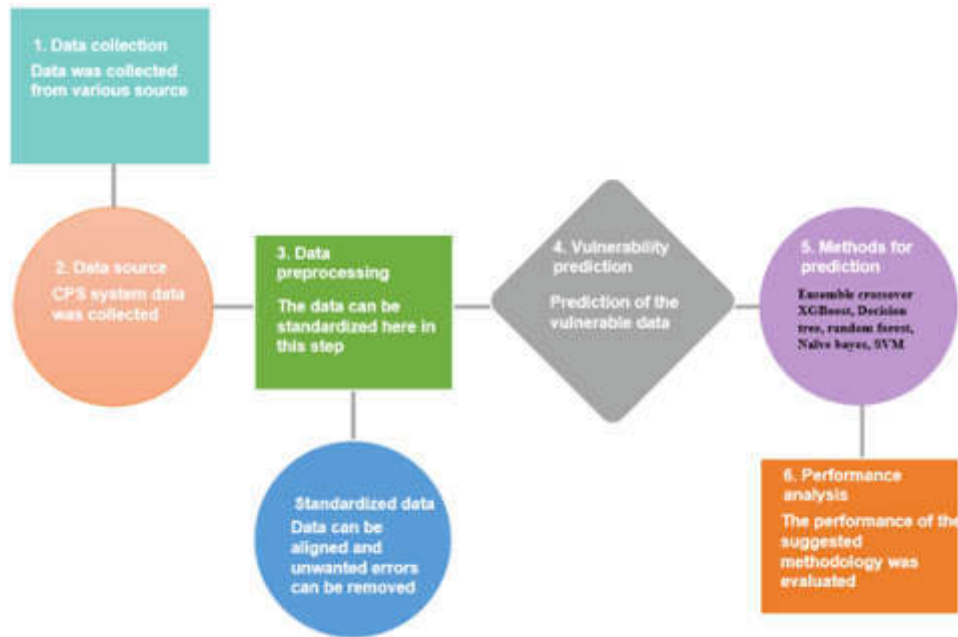 1. Data collection
Data was collected
from various source
2. Data source
CPS system data
was collected
3. Data
preprocessing
The data can be
standardized here in
this step
Standardized data
Data can be
aligned and
unwanted errors
can be removed
4. Vulnerability
prediction
Prediction of the
vulnerable data
5. Methods for
prediction
Ensemble crossover
XGBoost, Decision
tree, random forest,
Naive bayes, SVM
6. Performance
analysis
The performance of the
suggested
methodology was
evaluated